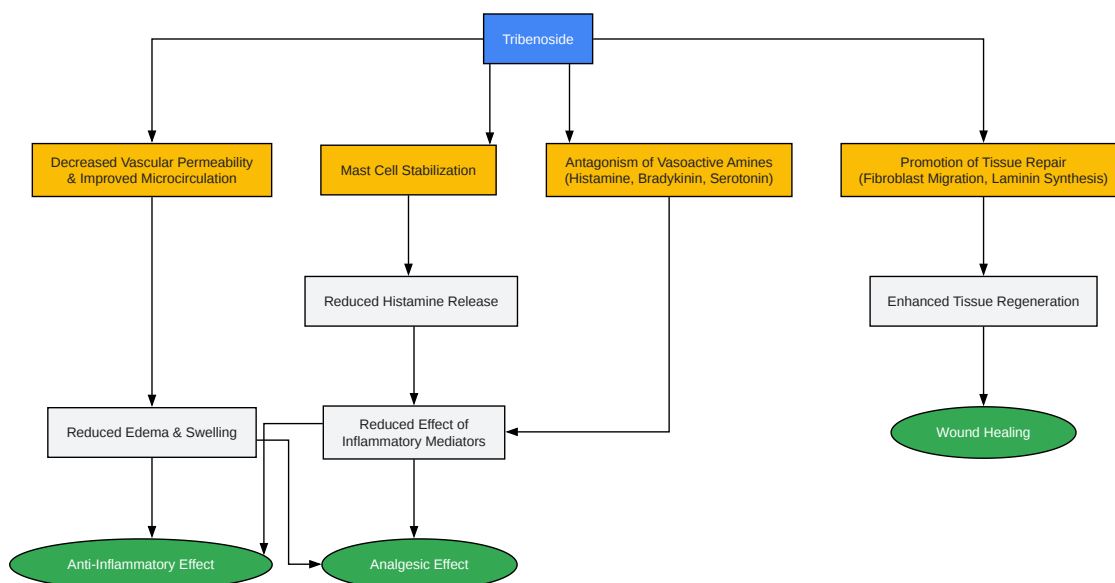 Tribenoside
Decreased Vascular Permeability
& Improved Microcirculation
Mast Cell Stabilization
Antagonism of Vasoactive Amines
(Histamine, Bradykinin, Serotonin)
Promotion of Tissue Repair
(Fibroblast Migration, Laminin Synthesis)
Reduced Histamine Release
Enhanced Tissue Regeneration
Reduced Edema & Swelling
Reduced Effect of
Inflammatory Mediators
Wound Healing
Anti-Inflammatory Effect
Analgesic Effect